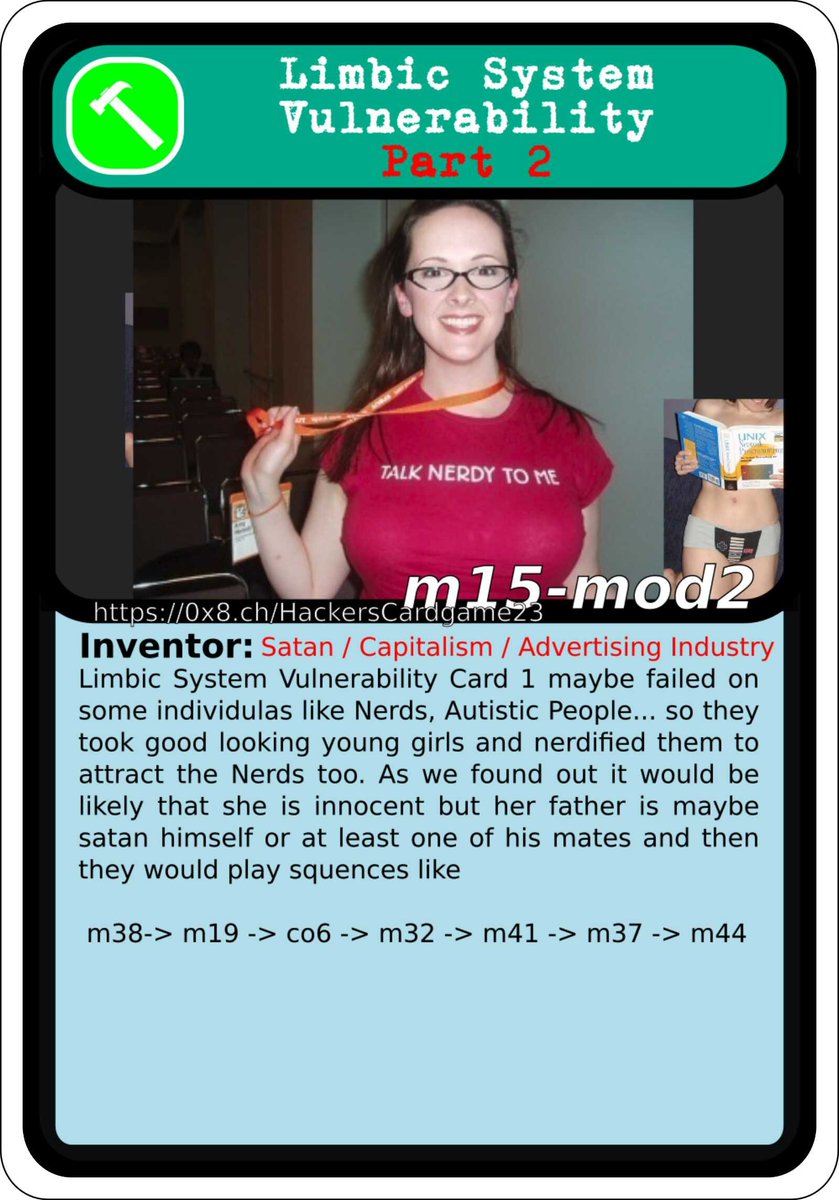 Limbic System
Vulnerability
Part 2
TALK NERDY TO ME
UNIX
m15-mod2
https://0x8.ch/HackersCardgame23
Inventor: Satan / Capitalism / Advertising Industry
Limbic System Vulnerability Card 1 maybe failed on
some individulas like Nerds, Autistic People... so they
took good looking young girls and nerdified them to
attract the Nerds too. As we found out it would be
likely that she is innocent but her father is maybe
satan himself or at least one of his mates and then
they would play squences like
m38-> m19 -> co6 -> m32 -> m41 -> m37 -> m44